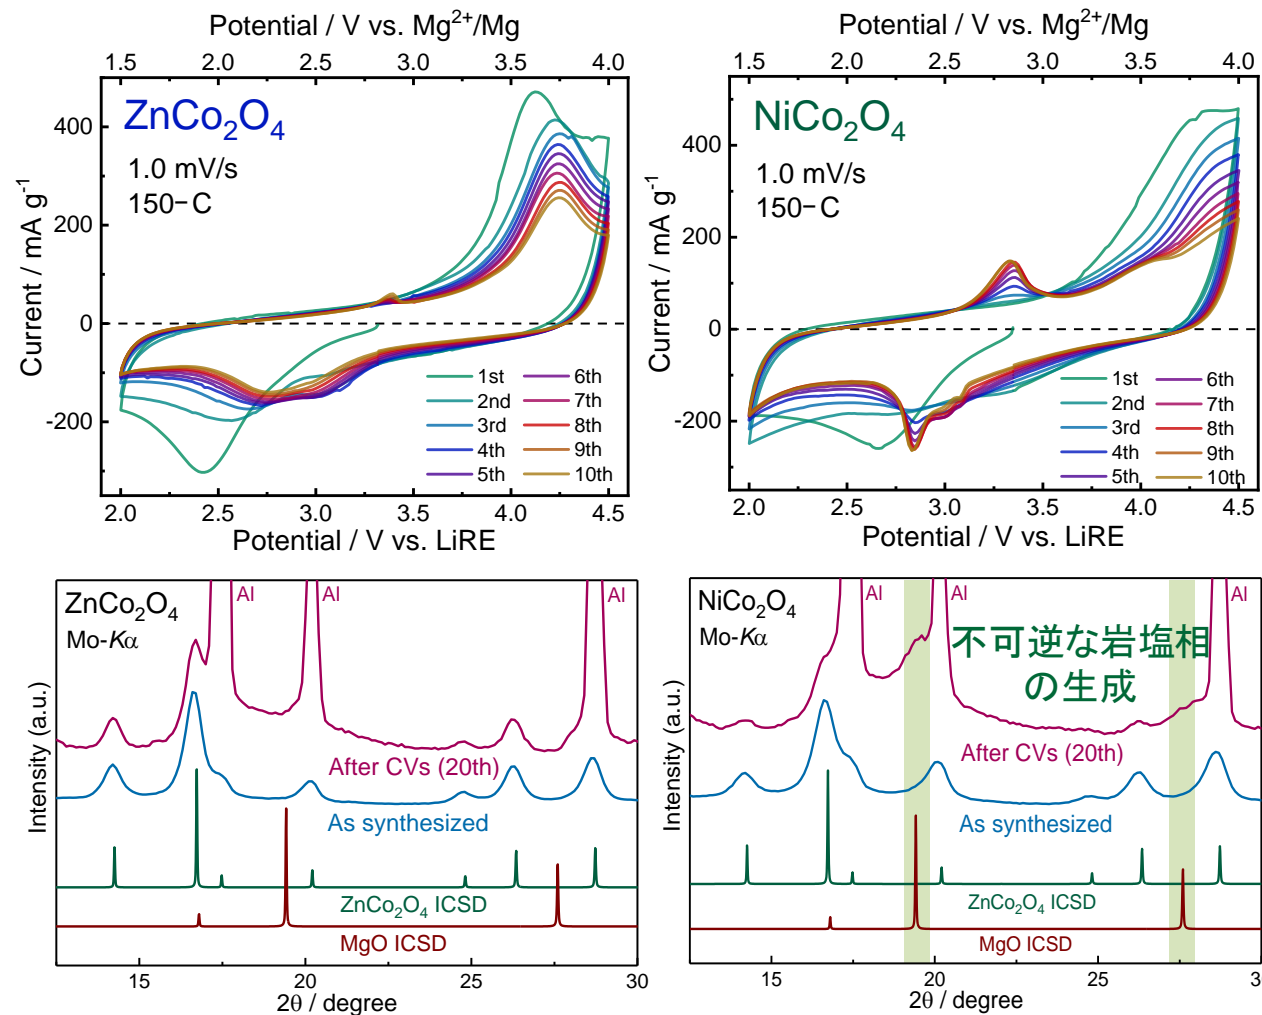 Potential / V vs. Mg²⁺/Mg
1.5 2.0 2.5 3.0 3.5 4.0
ZnCo₂O₄
1.0 mV/s
150−C
Current / mA g⁻¹
400
200
0
-200
1st 6th
2nd 7th
3rd 8th
4th 9th
5th 10th
2.0 2.5 3.0 3.5 4.0 4.5
Potential / V vs. LiRE
Potential / V vs. Mg²⁺/Mg
1.5 2.0 2.5 3.0 3.5 4.0
NiCo₂O₄
1.0 mV/s
150−C
Current / mA g⁻¹
400
200
0
-200
1st 6th
2nd 7th
3rd 8th
4th 9th
5th 10th
2.0 2.5 3.0 3.5 4.0 4.5
Potential / V vs. LiRE
ZnCo₂O₄
Mo-Kα
Al Al Al
Intensity (a.u.)
After CVs (20th)
As synthesized
ZnCo₂O₄ ICSD
MgO ICSD
15 20 25 30
2θ / degree
NiCo₂O₄
Mo-Kα
Al Al Al
不可逆な岩塩相
の生成
Intensity (a.u.)
After CVs (20th)
As synthesized
ZnCo₂O₄ ICSD
MgO ICSD
15 20 25 30
2θ / degree